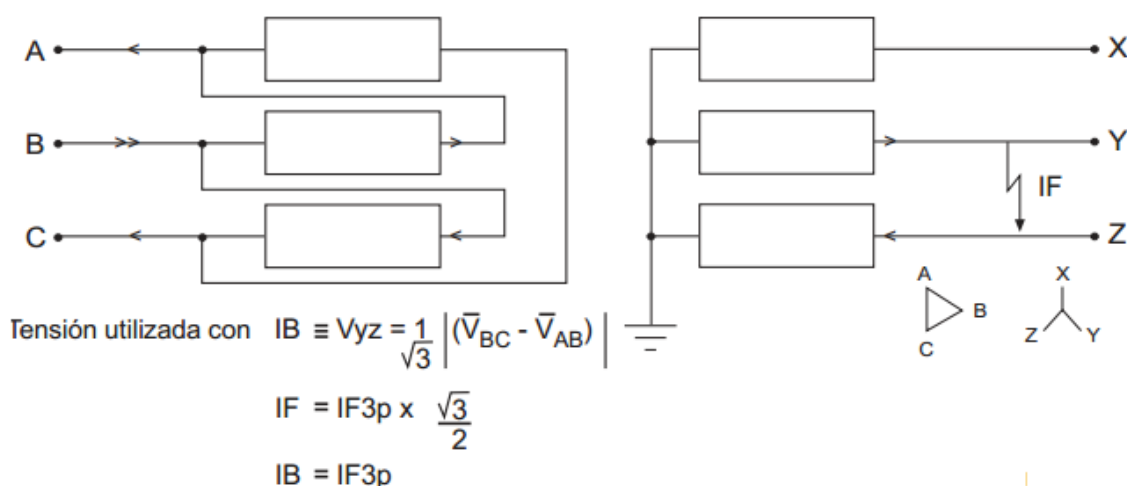 A
B
C
X
Y
IF
Z
A
B
C
X
Z
Y
Tensión utilizada con IB ≡ Vyz = 1/√3 |(V̅BC - V̅AB)|
IF = IF3p x √3/2
IB = IF3p